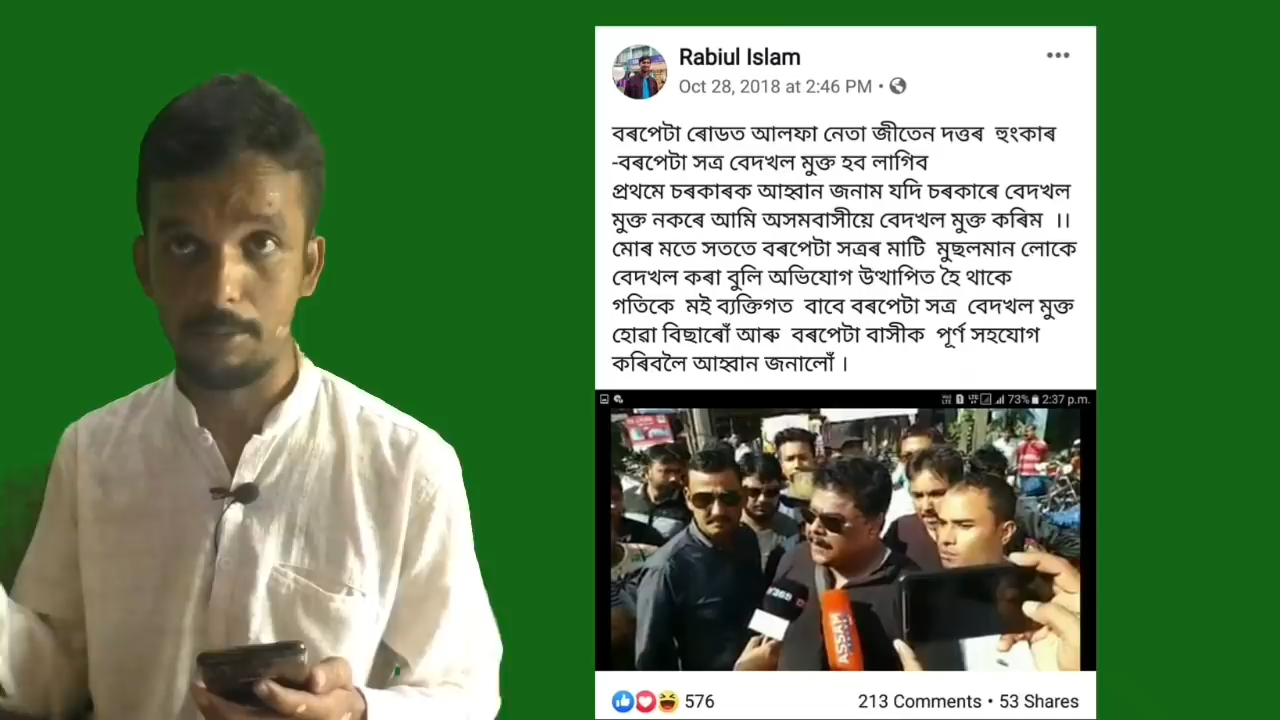 Rabiul Islam
Oct 28, 2018 at 2:46 PM
বৰপেটা ৰোডত আলফা নেতা জীতেন দত্তৰ হুংকাৰ
-বৰপেটা সত্ৰ বেদখল মুক্ত হব লাগিব
প্ৰথমে চৰকাৰক আহ্বান জনাম যদি চৰকাৰে বেদখল
মুক্ত নকৰে আমি অসমবাসীয়ে বেদখল মুক্ত কৰিম ।।
মোৰ মতে সততে বৰপেটা সত্ৰৰ মাটি মুছলমান লোকে
বেদখল কৰা বুলি অভিযোগ উত্থাপিত হৈ থাকে
গতিকে মই ব্যক্তিগত বাবে বৰপেটা সত্ৰ বেদখল মুক্ত
হোৱা বিছাৰোঁ আৰু বৰপেটা বাসীক পূৰ্ণ সহযোগ
কৰিবলৈ আহ্বান জনালোঁ ।
73% 2:37 p.m.
ASSAM
576
213 Comments • 53 Shares